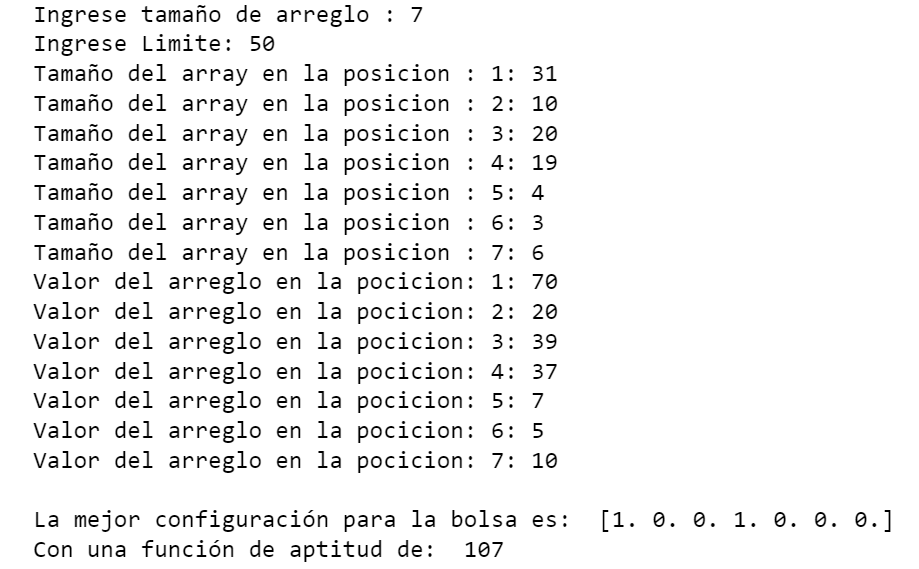 Ingrese tamaño de arreglo : 7
Ingrese Limite: 50
Tamaño del array en la posicion : 1: 31
Tamaño del array en la posicion : 2: 10
Tamaño del array en la posicion : 3: 20
Tamaño del array en la posicion : 4: 19
Tamaño del array en la posicion : 5: 4
Tamaño del array en la posicion : 6: 3
Tamaño del array en la posicion : 7: 6
Valor del arreglo en la pocicion: 1: 70
Valor del arreglo en la pocicion: 2: 20
Valor del arreglo en la pocicion: 3: 39
Valor del arreglo en la pocicion: 4: 37
Valor del arreglo en la pocicion: 5: 7
Valor del arreglo en la pocicion: 6: 5
Valor del arreglo en la pocicion: 7: 10
La mejor configuración para la bolsa es:  [1. 0. 0. 1. 0. 0. 0.]
Con una función de aptitud de:  107